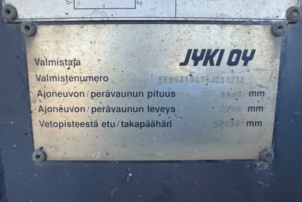 Valmistaja JYKI OY
Valmistenumero
Ajoneuvon / perävaunun pituus mm
Ajoneuvon / perävaunun leveys mm
Vetopisteestä etu / takapäähän mm